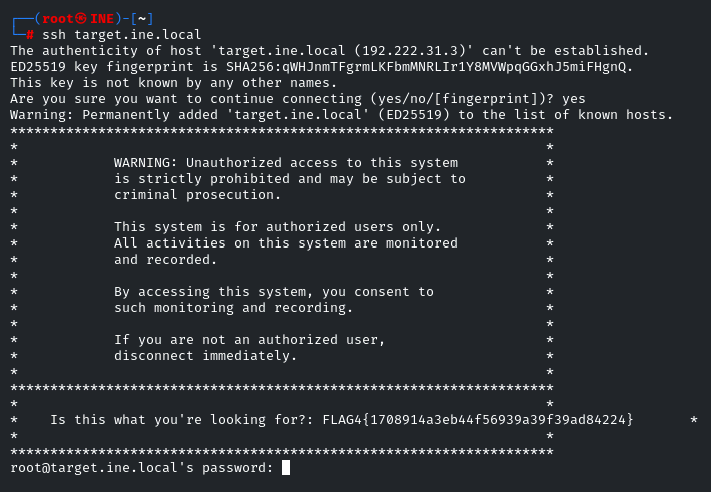 ┌──(root㉿INE)-[~]
└─# ssh target.ine.local
The authenticity of host 'target.ine.local (192.222.31.3)' can't be established.
ED25519 key fingerprint is SHA256:qWHJnmTFgrmLKFbmMNRLIr1Y8MVWpqGGxhJ5miFHgnQ.
This key is not known by any other names.
Are you sure you want to continue connecting (yes/no/[fingerprint])? yes
Warning: Permanently added 'target.ine.local' (ED25519) to the list of known hosts.
********************************************************************
*                                                                  *
*            WARNING: Unauthorized access to this system           *
*            is strictly prohibited and may be subject to          *
*            criminal prosecution.                                 *
*                                                                  *
*            This system is for authorized users only.             *
*            All activities on this system are monitored           *
*            and recorded.                                         *
*                                                                  *
*            By accessing this system, you consent to              *
*            such monitoring and recording.                        *
*                                                                  *
*            If you are not an authorized user,                    *
*            disconnect immediately.                               *
*                                                                  *
********************************************************************
*                                                                  *
*    Is this what you're looking for?: FLAG4{1708914a3eb44f56939a39f39ad84224}       *
*                                                                  *
********************************************************************
root@target.ine.local's password: